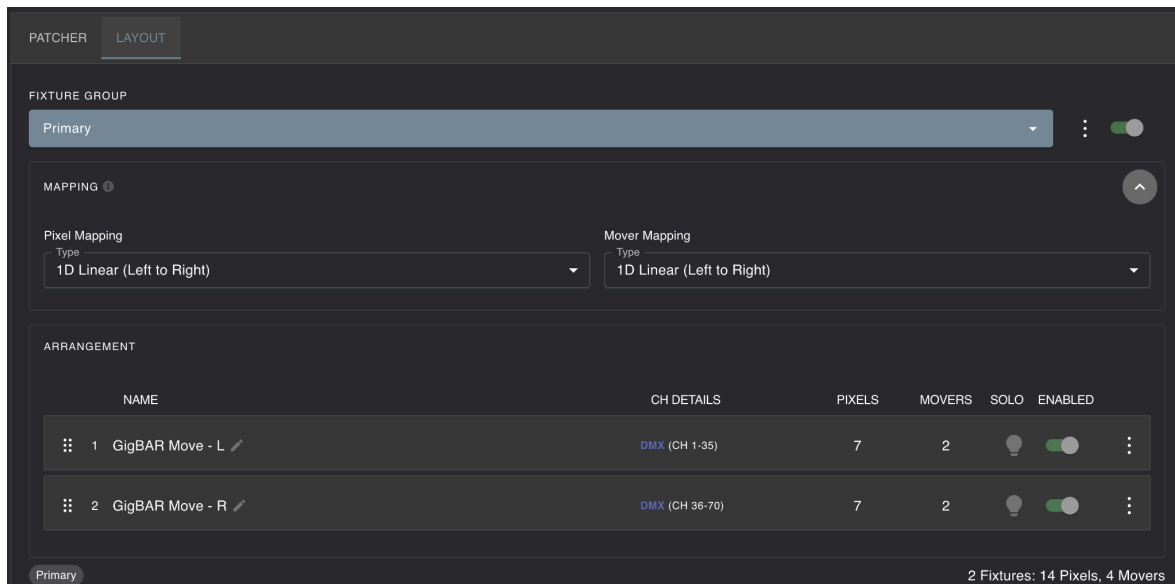 PATCHER LAYOUT
FIXTURE GROUP
Primary
MAPPING
Pixel Mapping Mover Mapping
Type Type
1D Linear (Left to Right) 1D Linear (Left to Right)
ARRANGEMENT
NAME CH DETAILS PIXELS MOVERS SOLO ENABLED
1 GigBAR Move - L DMX (CH 1-35) 7 2
2 GigBAR Move - R DMX (CH 36-70) 7 2
Primary 2 Fixtures: 14 Pixels, 4 Movers